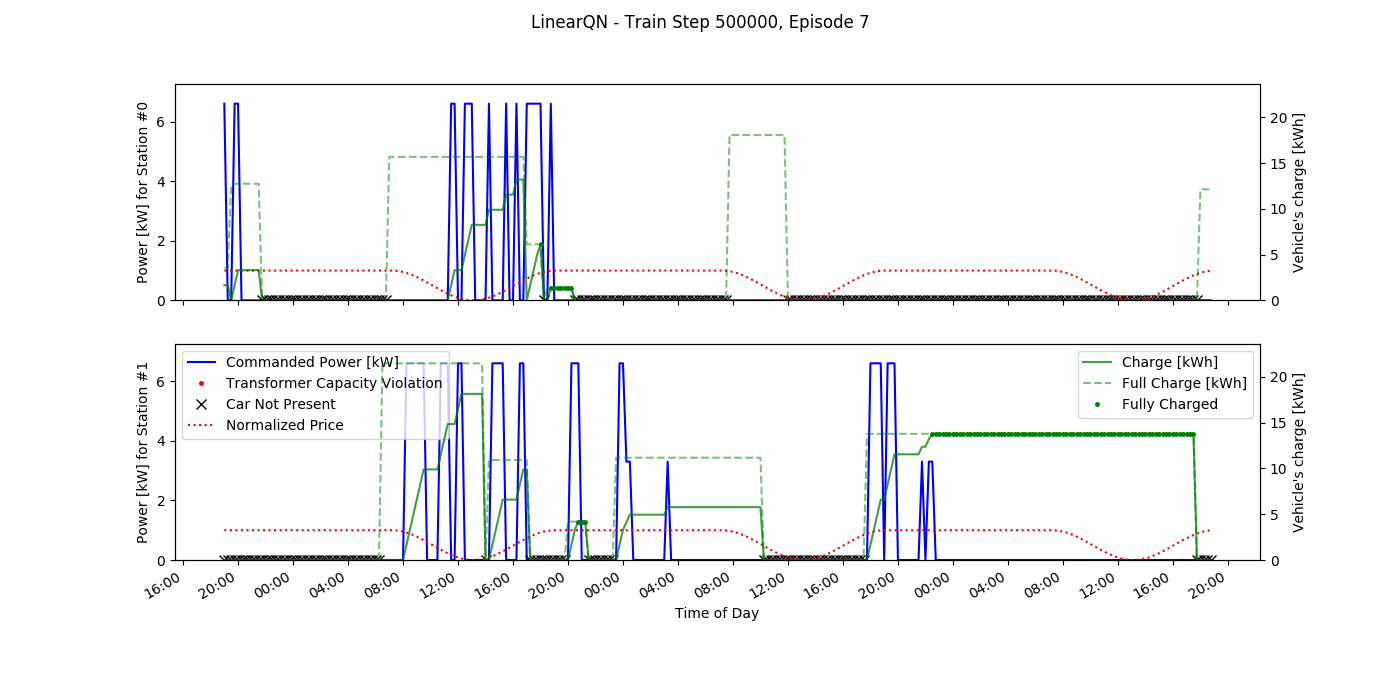 LinearQN - Train Step 500000, Episode 7
Power [kW] for Station #0
0
2
4
6
0
5
10
15
20
Vehicle's charge [kWh]
Power [kW] for Station #1
0
2
4
6
Commanded Power [kW]
Transformer Capacity Violation
Car Not Present
Normalized Price
Charge [kWh]
Full Charge [kWh]
Fully Charged
0
5
10
15
20
Vehicle's charge [kWh]
16:00 20:00 00:00 04:00 08:00 12:00 16:00 20:00 00:00 04:00 08:00 12:00 16:00 20:00 00:00 04:00 08:00 12:00 16:00 20:00
Time of Day